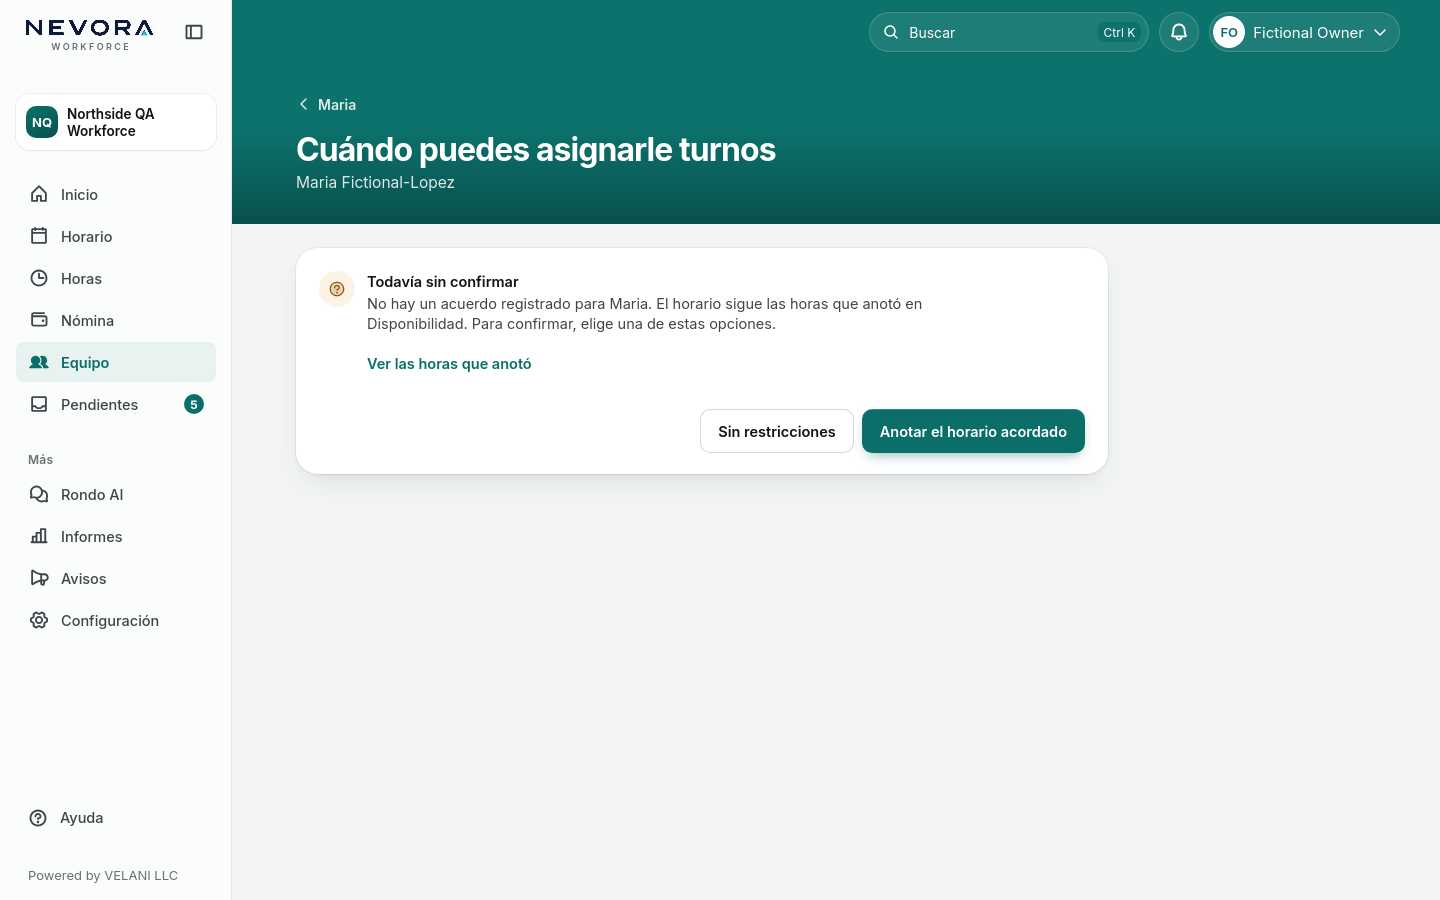 NEVORA
WORKFORCE
NQ
Northside QA
Workforce
Inicio
Horario
Horas
Nómina
Equipo
Pendientes 5
Más
Rondo AI
Informes
Avisos
Configuración
Ayuda
Powered by VELANI LLC
Buscar Ctrl K
FO Fictional Owner
Maria
Cuándo puedes asignarle turnos
Maria Fictional-Lopez
Todavía sin confirmar
No hay un acuerdo registrado para Maria. El horario sigue las horas que anotó en
Disponibilidad. Para confirmar, elige una de estas opciones.
Ver las horas que anotó
Sin restricciones
Anotar el horario acordado